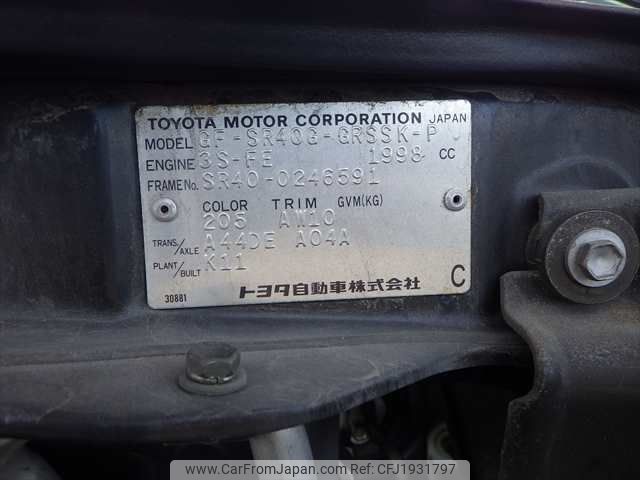 TOYOTA MOTOR CORPORATION JAPAN
MODEL GF-SR40G-GRSSK-P J
ENGINE 3S-FE 1998 CC
FRAME No. SR40-0246591
COLOR TRIM GVM(KG)
205 AW10
TRANS./AXLE A44DE A04A
PLANT/BUILT K11
30881 トヨタ自動車株式会社 C
www.CarFromJapan.com | CarFromJapan.com - CFJ1931797